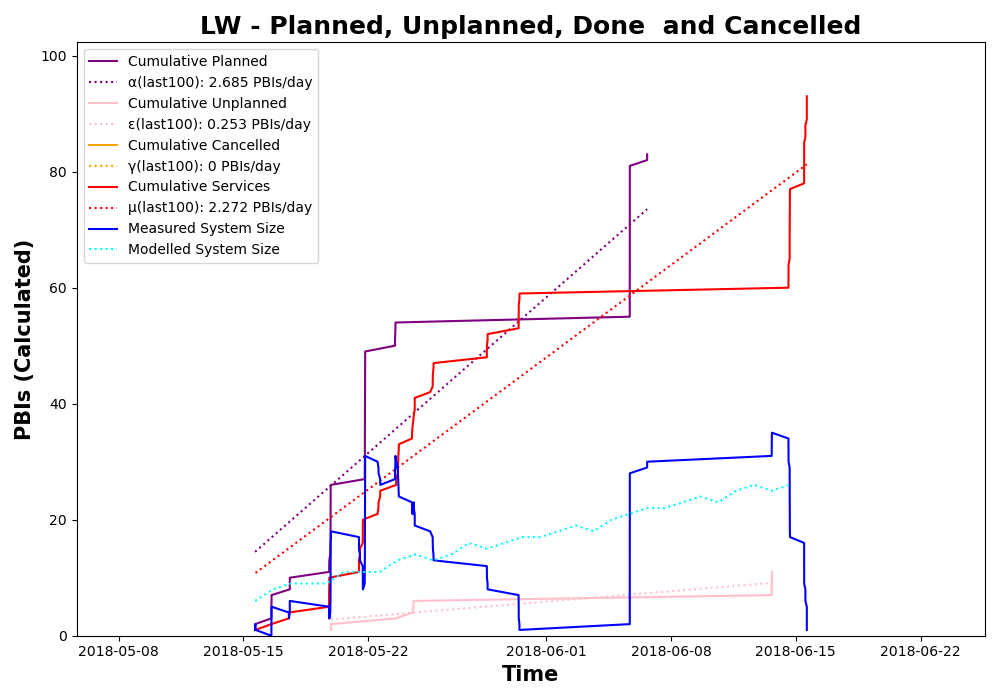 LW - Planned, Unplanned, Done  and Cancelled
PBIs (Calculated)
100
80
60
40
20
0
Cumulative Planned
α(last100): 2.685 PBIs/day
Cumulative Unplanned
ε(last100): 0.253 PBIs/day
Cumulative Cancelled
γ(last100): 0 PBIs/day
Cumulative Services
μ(last100): 2.272 PBIs/day
Measured System Size
Modelled System Size
2018-05-08
2018-05-15
2018-05-22
2018-06-01
2018-06-08
2018-06-15
2018-06-22
Time